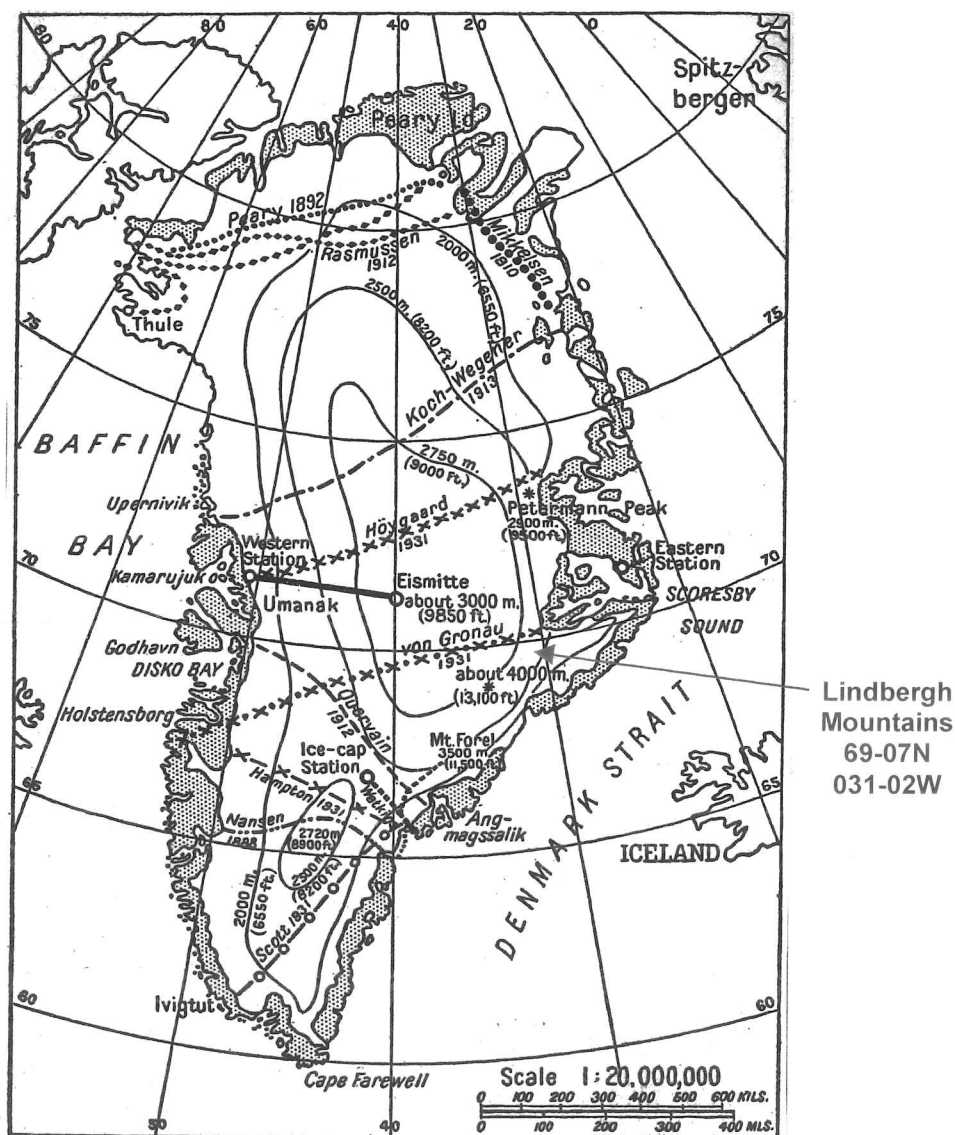 80
80
60
40
20
0
Spitz-
bergen
Peary Ld.
Peary 1892
Rasmussen
1912
Mikkelsen
1910
2000 m. (6550 ft.)
2500 m. (8200 ft.)
Thule
75
75
Koch-Wegener
1913
BAFFIN
BAY
2750 m.
(9000 ft.)
Upernivik
Höygaard
1931
Petermann Peak
2900 m.
(9500 ft.)
Western
Station
Eastern
Station
70
70
Kamarujuk
Umanak
Eismitte
about 3000 m.
(9850 ft.)
SCORESBY
SOUND
von Gronau
1931
Godhavn
DISKO BAY
about 4000 m.
(13,100 ft)
Quervain
1912
Holstensborg
Lindbergh
Mountains
69-07N
031-02W
Mt. Forel
3500 m.
(11,500 ft.)
Ice-cap
Station
Hampton 1931
65
65
Nansen
1888
2720 m
(8900 ft)
2500 m.
(8200 ft.)
Ang-
magssalik
ICELAND
DENMARK STRAIT
2000 m.
(6550 ft.)
Scott 1931
Ivigtut
60
60
Cape Farewell
Scale 1:20,000,000
0 100 200 300 400 500 600 KILS.
0 100 200 300 400 MLS.
50
40